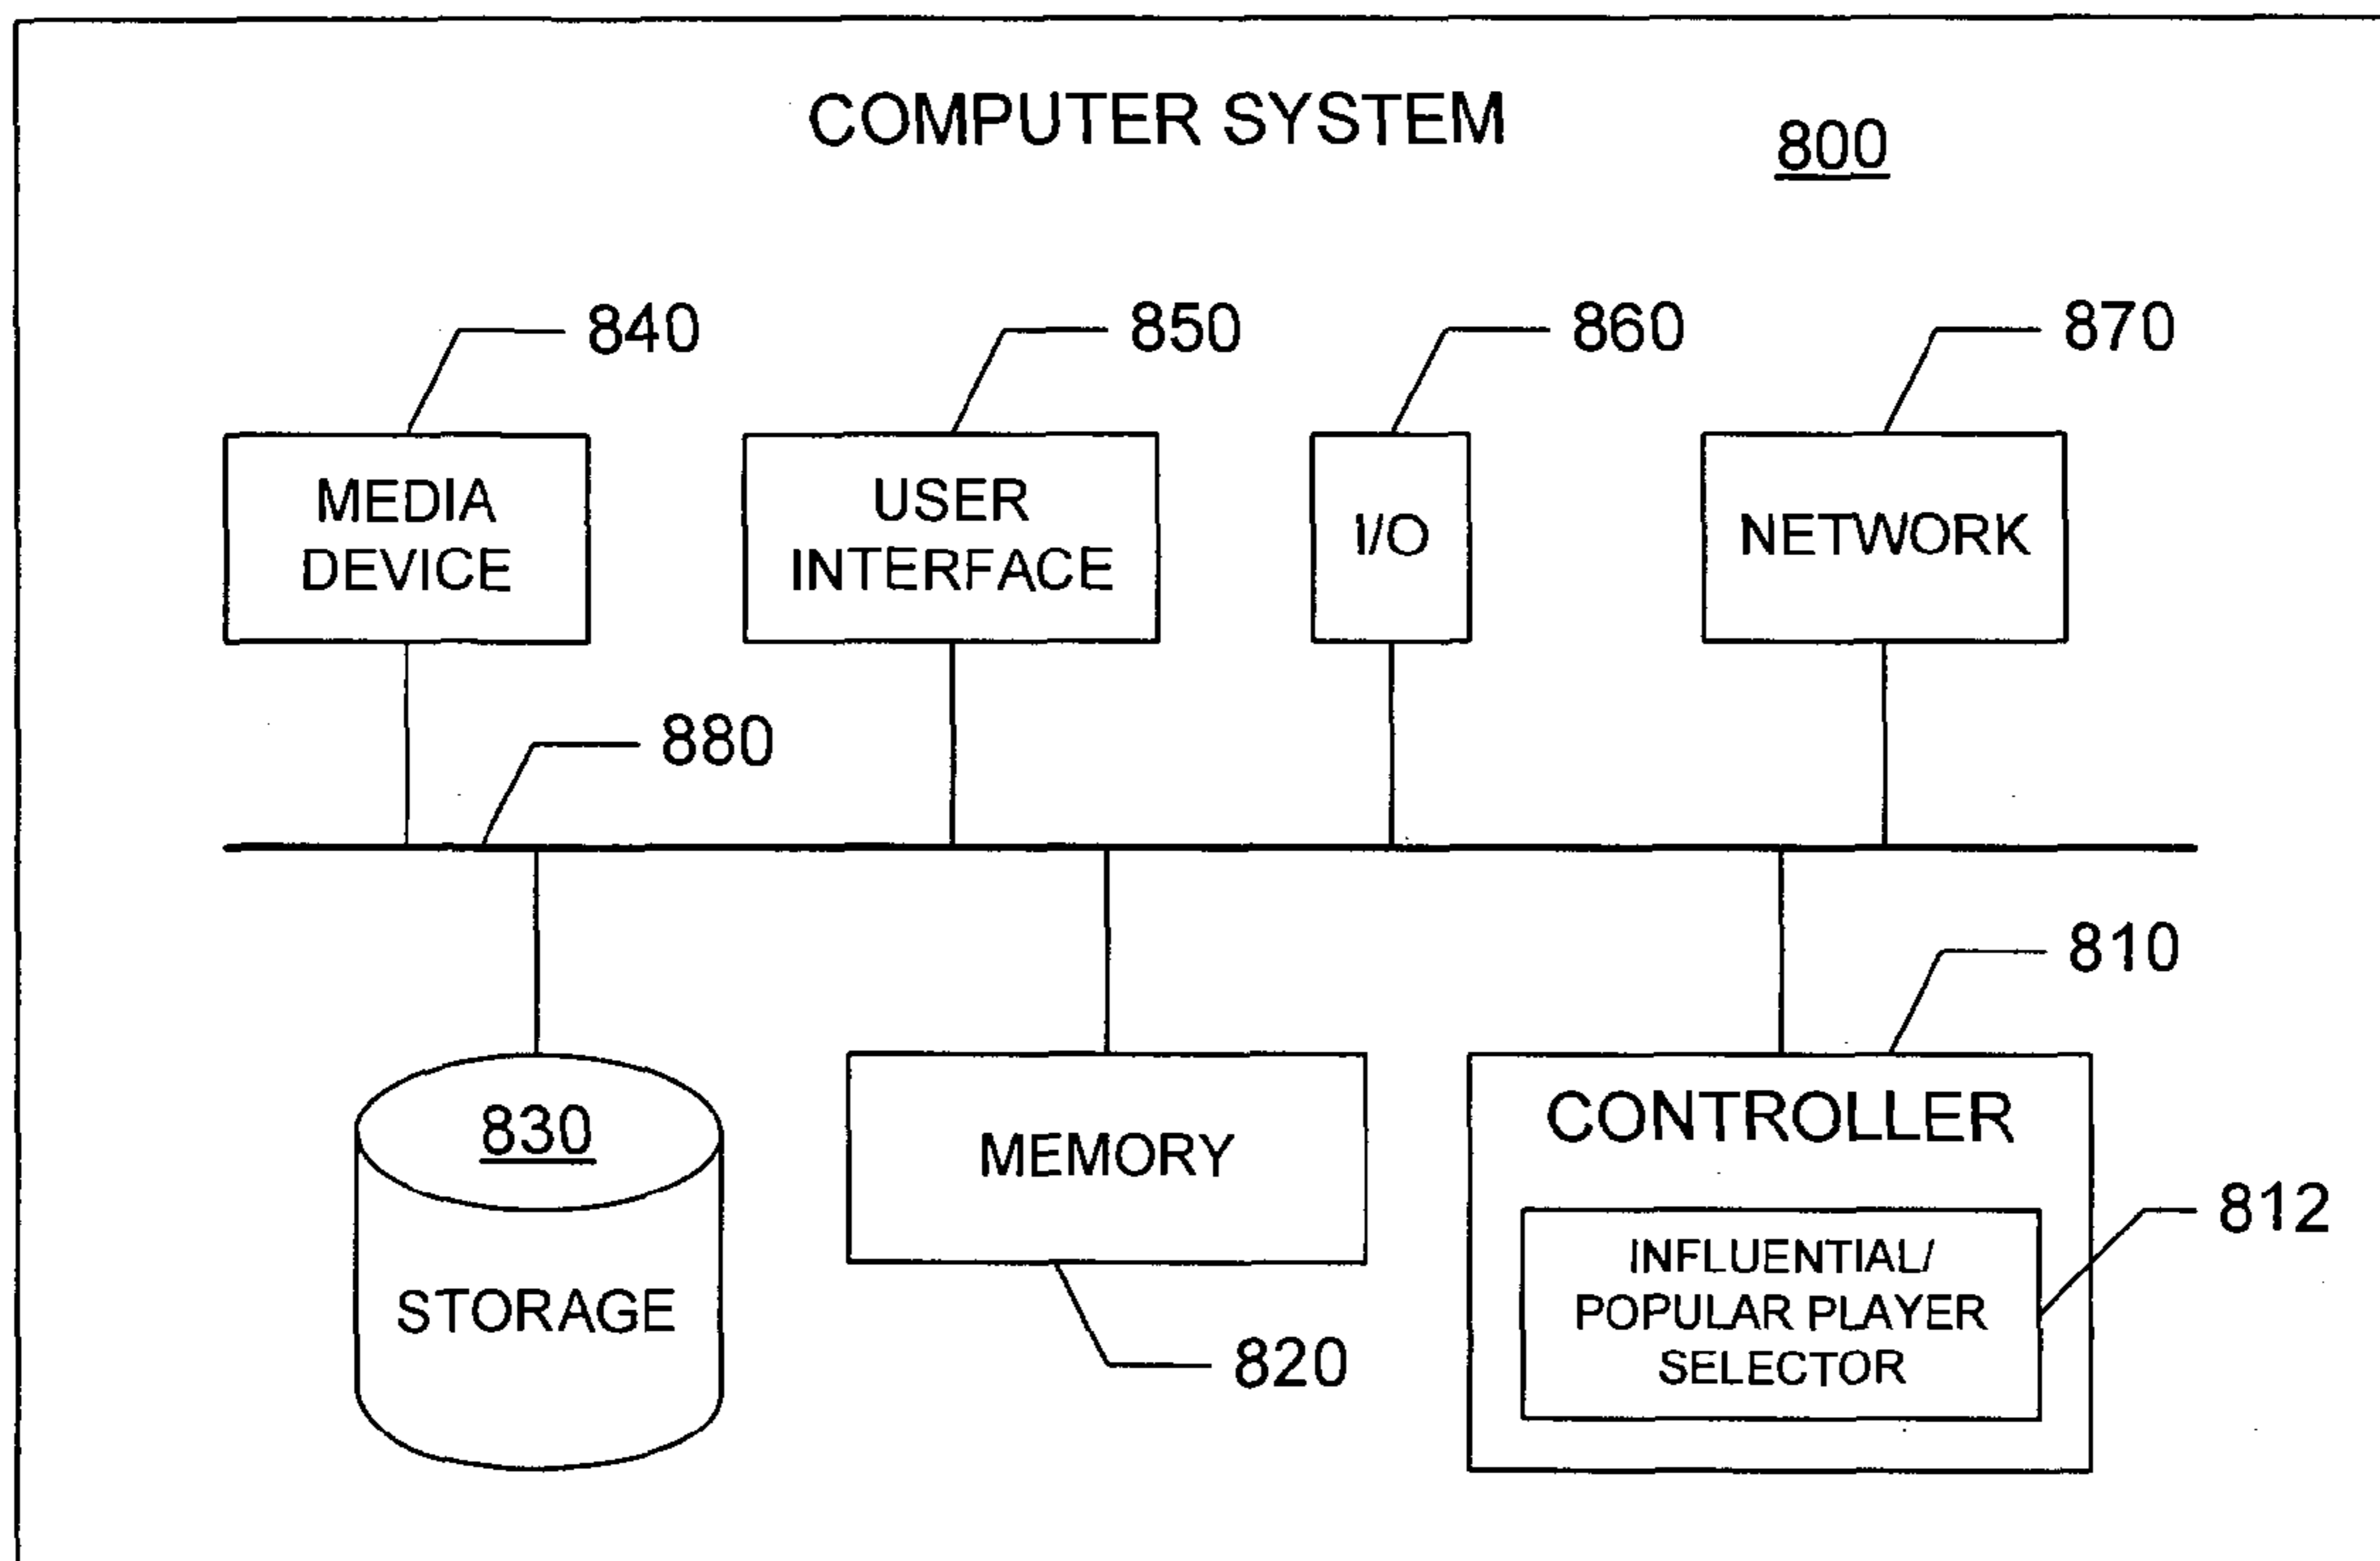 COMPUTER SYSTEM
800
840
850
860
870
MEDIA
DEVICE
USER
INTERFACE
I/O
NETWORK
880
810
830
STORAGE
MEMORY
820
CONTROLLER
812
INFLUENTIAL/
POPULAR PLAYER
SELECTOR